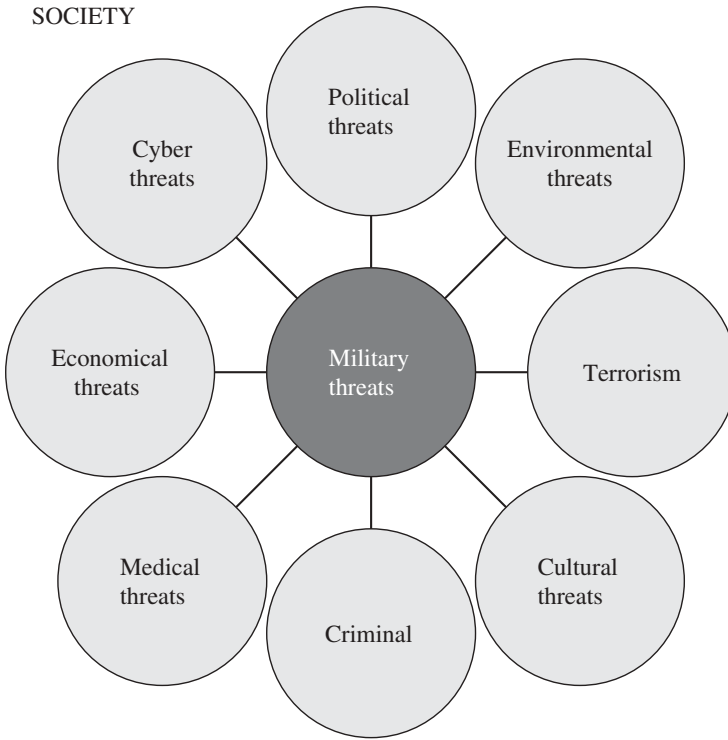 SOCIETY
Political
threats
Cyber
threats
Environmental
threats
Economical
threats
Military
threats
Terrorism
Medical
threats
Cultural
threats
Criminal